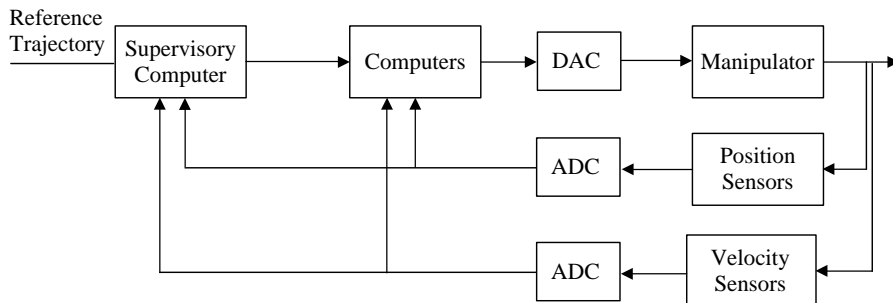 Reference
Trajectory
Supervisory
Computer
Computers
DAC
Manipulator
ADC
Position
Sensors
ADC
Velocity
Sensors